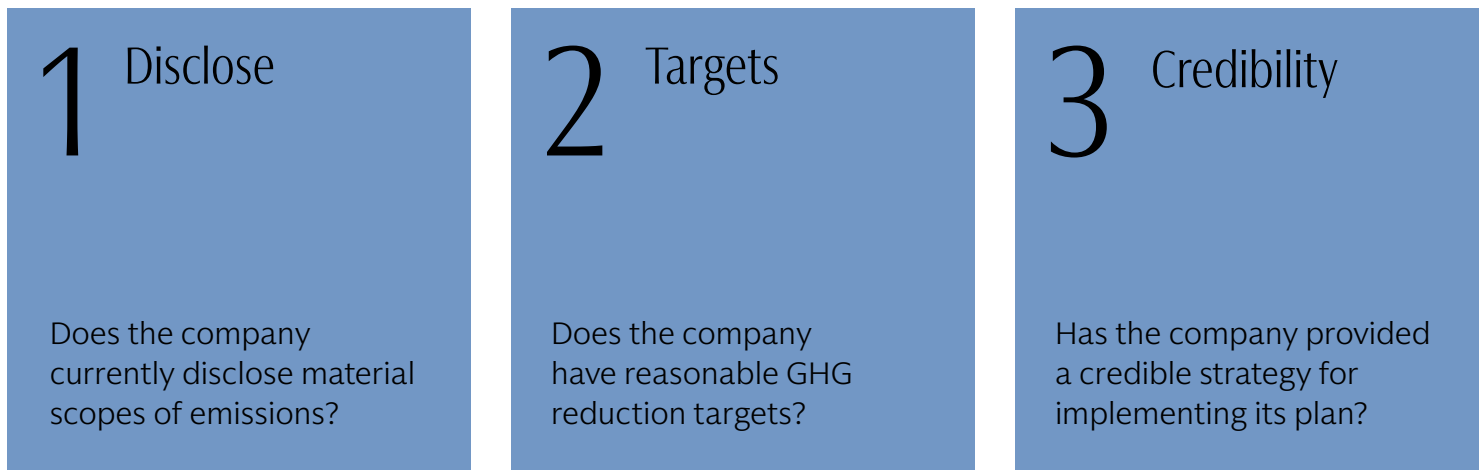 1 Disclose
Does the company
currently disclose material
scopes of emissions?
2 Targets
Does the company
have reasonable GHG
reduction targets?
3 Credibility
Has the company provided
a credible strategy for
implementing its plan?